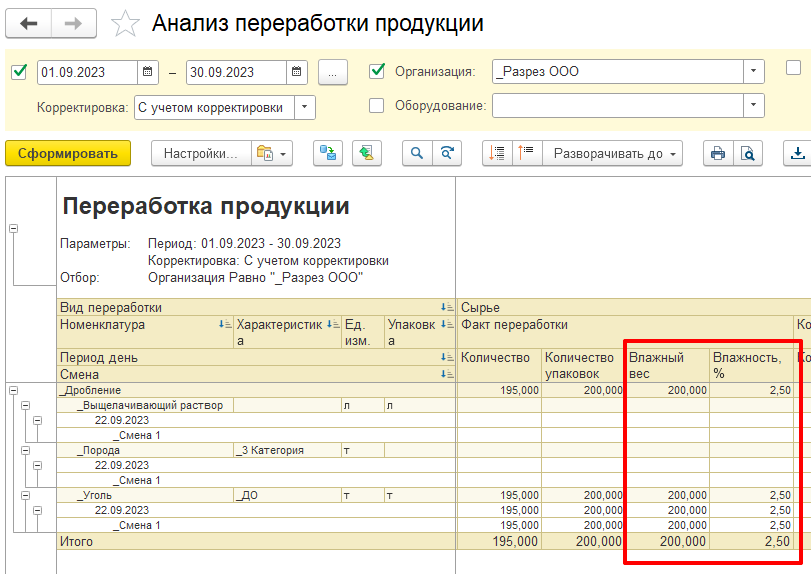 Анализ переработки продукции
01.09.2023 – 30.09.2023 ... Организация: _Разрез ООО
Корректировка: С учетом корректировки Оборудование:
Сформировать Настройки... Разворачивать до
Переработка продукции
Параметры: Период: 01.09.2023 - 30.09.2023
Корректировка: С учетом корректировки
Отбор: Организация Равно "_Разрез ООО"
Вид переработки Сырье
Номенклатура Характеристик Ед. Упаковк Факт переработки Ко
а изм. а
Период день Количество Количество Влажный Влажность, Ко
Смена упаковок вес %
_Дробление 195,000 200,000 200,000 2,50
_Выщелачивающий раствор л л
22.09.2023
_Смена 1
_Порода _3 Категория т
22.09.2023
_Смена 1
_Уголь _ДО т т 195,000 200,000 200,000 2,50
22.09.2023 195,000 200,000 200,000 2,50
_Смена 1 195,000 200,000 200,000 2,50
Итого 195,000 200,000 200,000 2,50